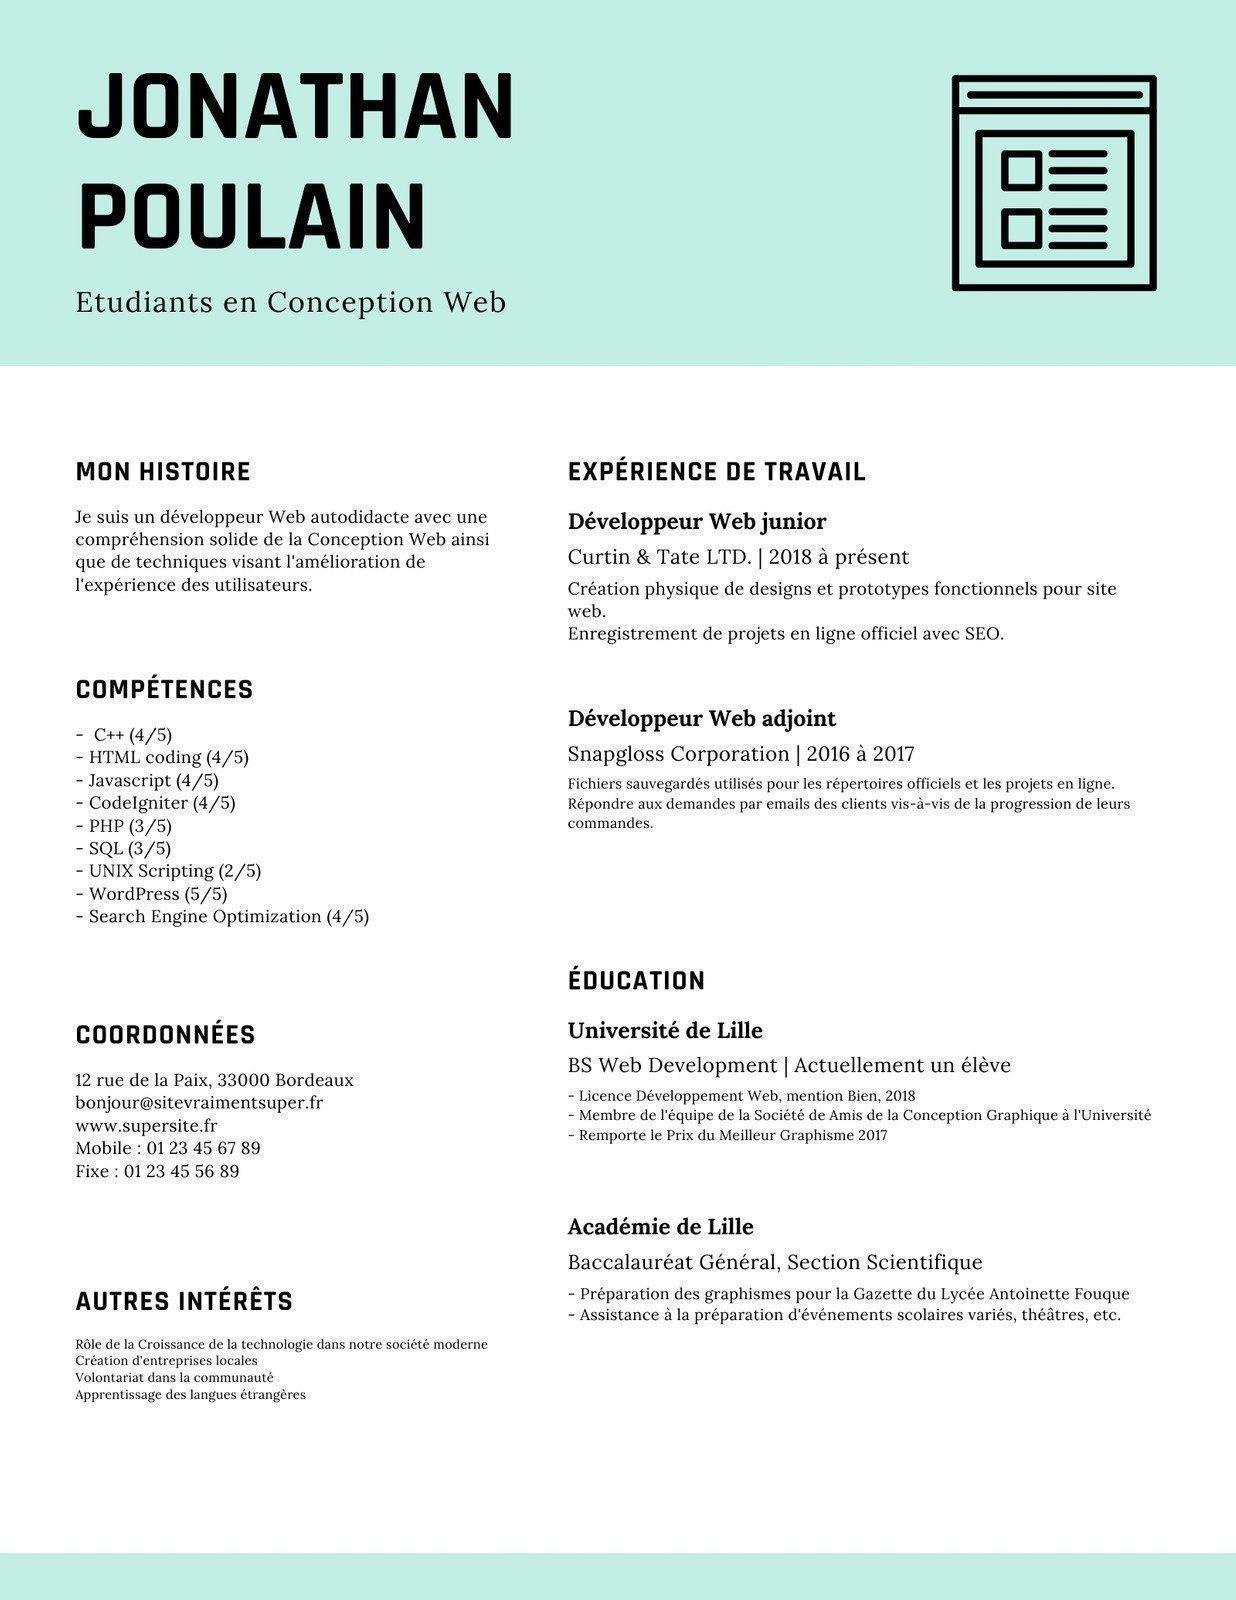 JONATHAN
POULAIN
Etudiants en Conception Web
MON HISTOIRE
Je suis un développeur Web autodidacte avec une
compréhension solide de la Conception Web ainsi
que de techniques visant l'amélioration de
l'expérience des utilisateurs.
COMPÉTENCES
-  C++ (4/5)
- HTML coding (4/5)
- Javascript (4/5)
- CodeIgniter (4/5)
- PHP (3/5)
- SQL (3/5)
- UNIX Scripting (2/5)
- WordPress (5/5)
- Search Engine Optimization (4/5)
COORDONNÉES
12 rue de la Paix, 33000 Bordeaux
bonjour@sitevraimentsuper.fr
www.supersite.fr
Mobile : 01 23 45 67 89
Fixe : 01 23 45 56 89
AUTRES INTÉRÊTS
Rôle de la Croissance de la technologie dans notre société moderne
Création d'entreprises locales
Volontariat dans la communauté
Apprentissage des langues étrangères
EXPÉRIENCE DE TRAVAIL
Développeur Web junior
Curtin & Tate LTD. | 2018 à présent
Création physique de designs et prototypes fonctionnels pour site
web.
Enregistrement de projets en ligne officiel avec SEO.
Développeur Web adjoint
Snapgloss Corporation | 2016 à 2017
Fichiers sauvegardés utilisés pour les répertoires officiels et les projets en ligne.
Répondre aux demandes par emails des clients vis-à-vis de la progression de leurs
commandes.
ÉDUCATION
Université de Lille
BS Web Development | Actuellement un élève
- Licence Développement Web, mention Bien, 2018
- Membre de l'équipe de la Société de Amis de la Conception Graphique à l'Université
- Remporte le Prix du Meilleur Graphisme 2017
Académie de Lille
Baccalauréat Général, Section Scientifique
- Préparation des graphismes pour la Gazette du Lycée Antoinette Fouque
- Assistance à la préparation d'événements scolaires variés, théâtres, etc.